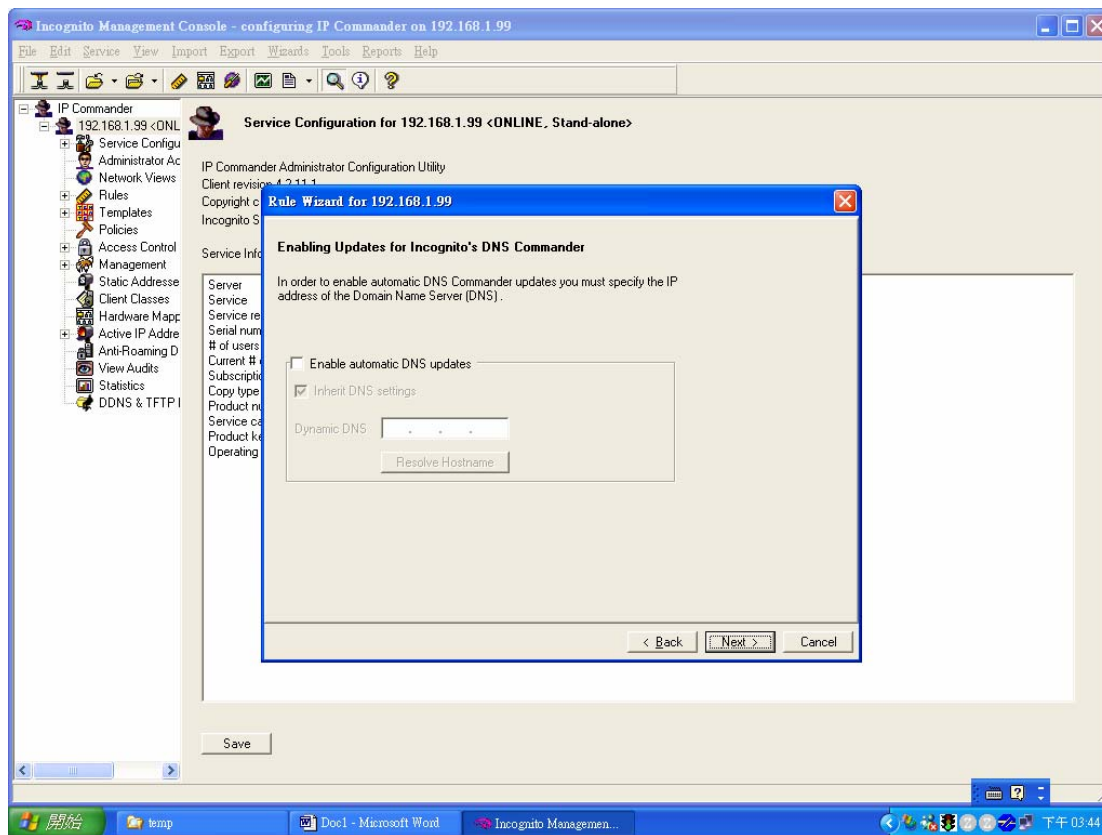 Incognito Management Console - configuring IP Commander on 192.168.1.99
File Edit Service View Import Export Wizards Tools Reports Help
IP Commander
192.168.1.99 <ONL
Service Configu
Administrator Ac
Network Views
Rules
Templates
Policies
Access Control
Management
Static Addresse
Client Classes
Hardware Mapp
Active IP Addre
Anti-Roaming D
View Audits
Statistics
DDNS & TFTP I
Service Configuration for 192.168.1.99 <ONLINE, Stand-alone>
IP Commander Administrator Configuration Utility
Client revision 4.2.11.1
Copyright c
Incognito S
Service Info
Server
Service
Service re
Serial num
# of users
Current #
Subscriptio
Copy type
Product nu
Service ca
Product ke
Operating
Rule Wizard for 192.168.1.99
Enabling Updates for Incognito's DNS Commander
In order to enable automatic DNS Commander updates you must specify the IP
address of the Domain Name Server (DNS) .
Enable automatic DNS updates
Inherit DNS settings
Dynamic DNS . . .
Resolve Hostname
< Back Next > Cancel
Save
開始 temp Doc1 - Microsoft Word Incognito Managemen... 下午 03:44